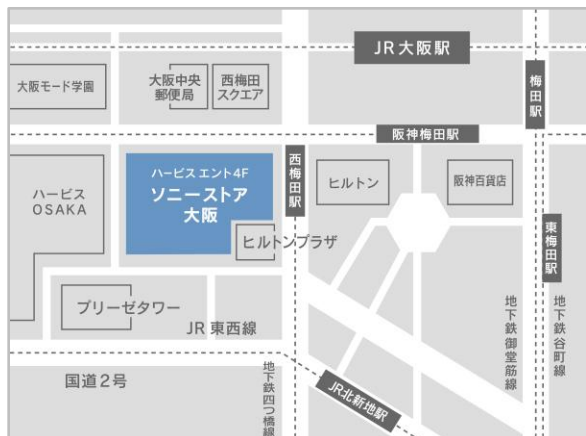 JR大阪駅
大阪モード学園
大阪中央
郵便局
西梅田
スクエア
梅田駅
阪神梅田駅
ハービス
OSAKA
ハービス エント4F
ソニーストア
大阪
西梅田駅
ヒルトン
阪神百貨店
ヒルトンプラザ
東梅田駅
ブリーゼタワー
JR東西線
地下鉄御堂筋線
地下鉄谷町線
国道2号
地下鉄四つ橋線
JR北新地駅